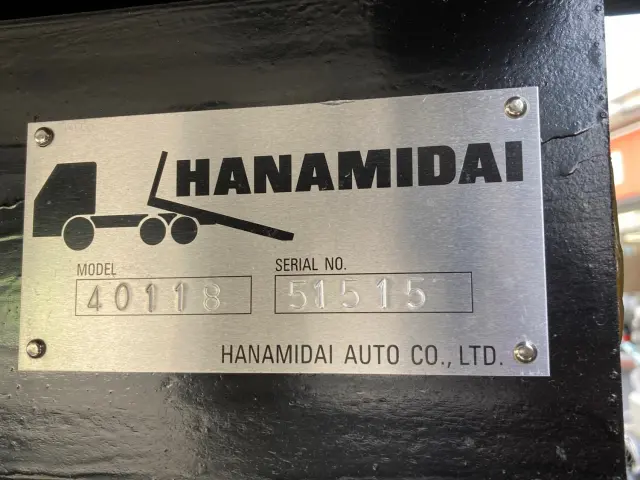 HANAMIDAI
MODEL
40118
SERIAL NO.
51515
HANAMIDAI AUTO CO., LTD.